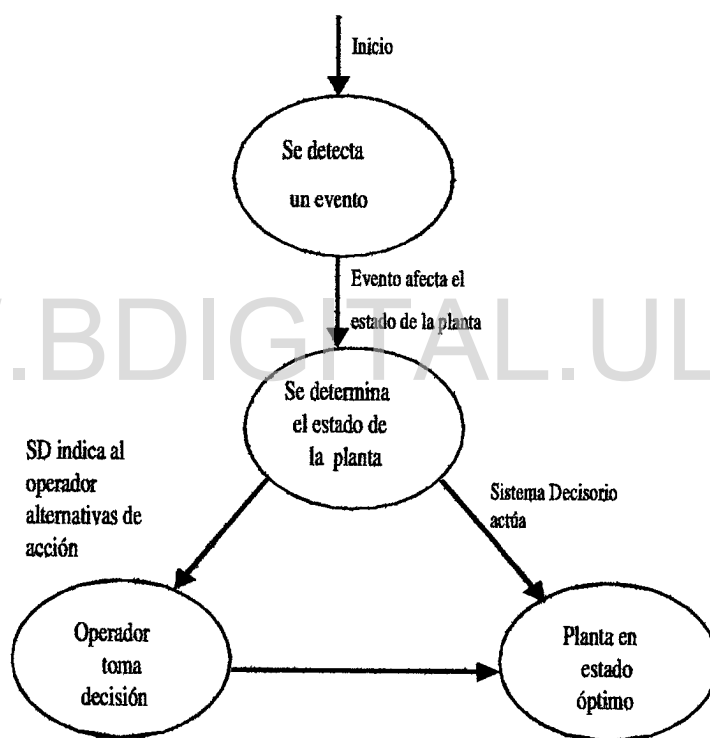 Inicio
Se detecta
un evento
Evento afecta el
estado de la planta
.BDIGITAL.UL
Se determina
el estado de
la planta
SD indica al
operador
alternativas de
acción
Sistema Decisorio
actúa
Operador
toma
decisión
Planta en
estado
óptimo